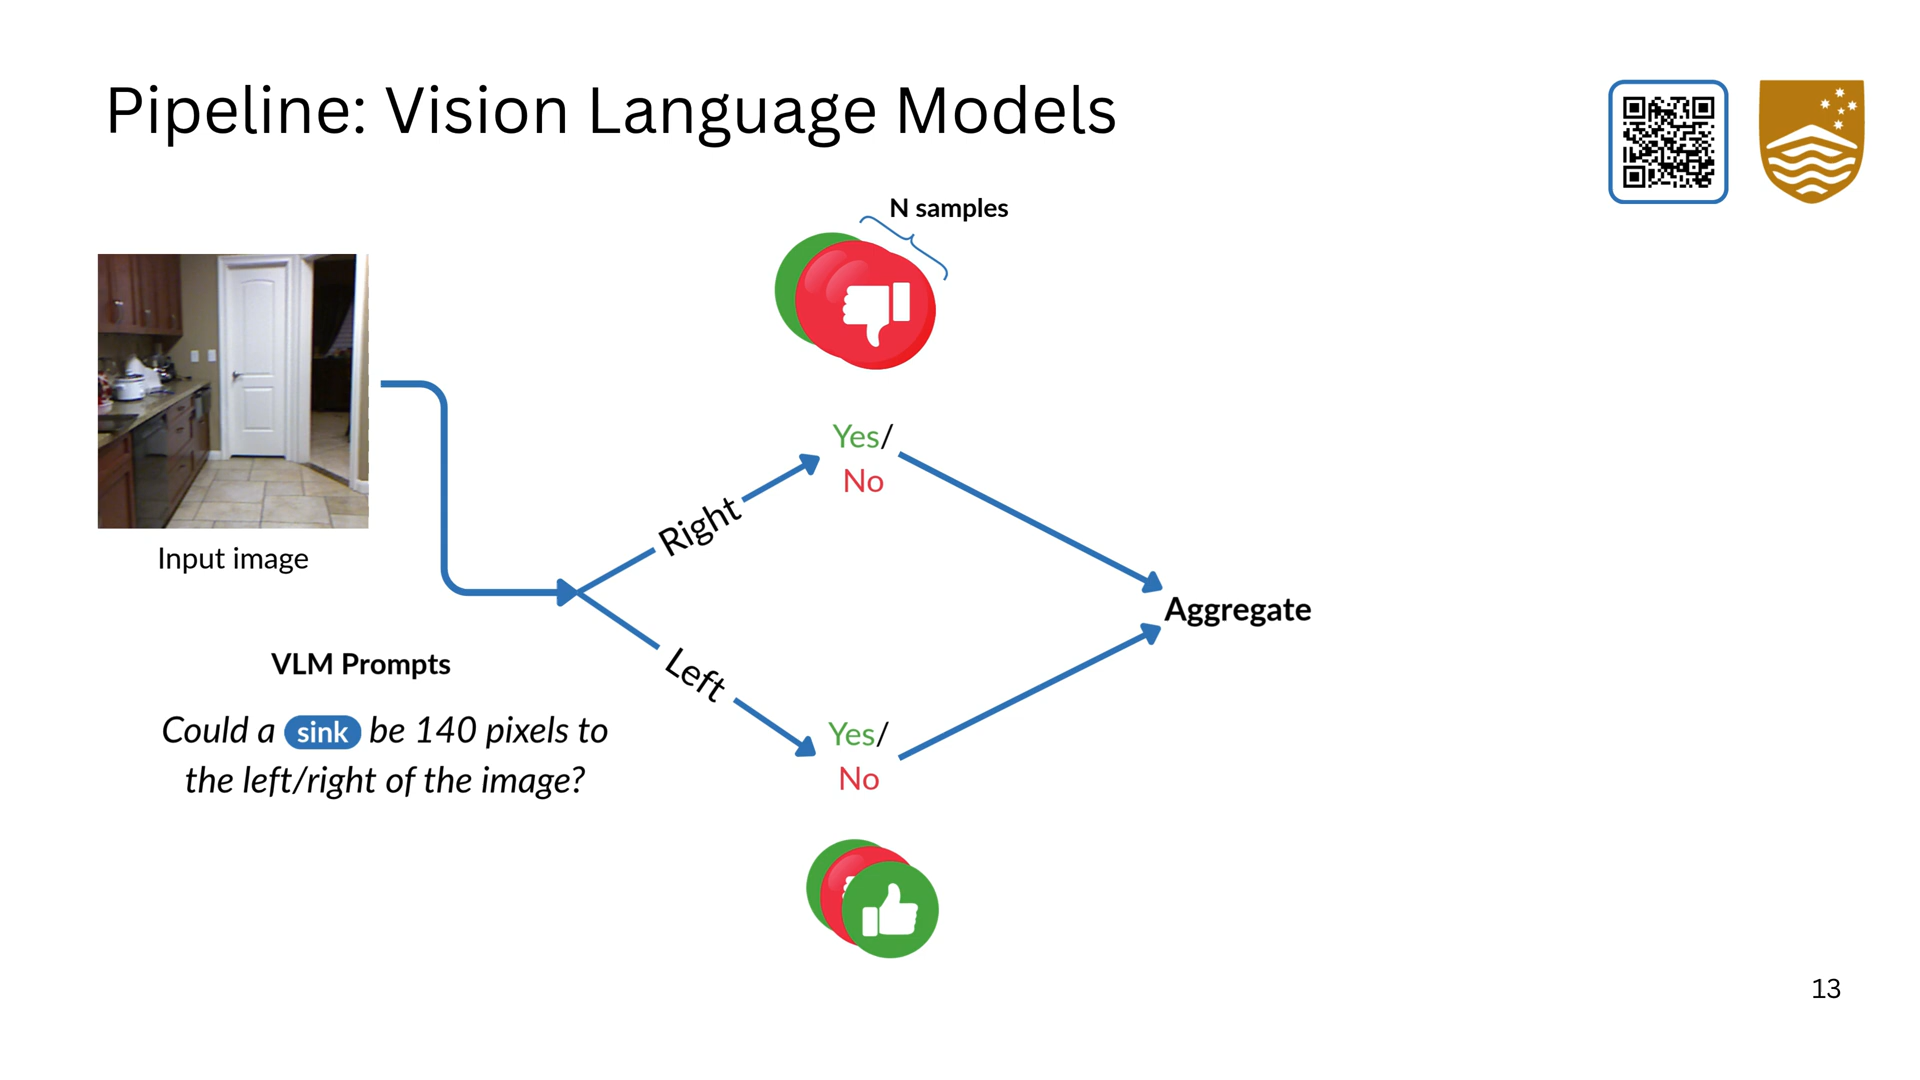 Pipeline: Vision Language Models
N samples
Input image
VLM Prompts
Could a sink be 140 pixels to
the left/right of the image?
Right
Left
Yes/
No
Yes/
No
Aggregate
13